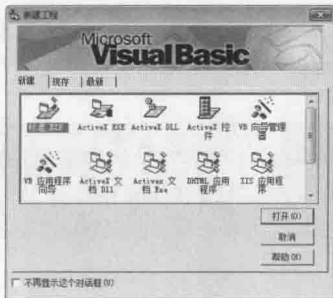 新建工程
Microsoft
Visual Basic
新建 现存 最新
标准 EXE ActiveX EXE ActiveX DLL ActiveX 控件 VB 向导管理器
VB 应用程序向导 ActiveX 文档 Dll Activex 文档 Exe DHTML 应用程序 IIS 应用程序
打开(O)
取消
帮助(H)
不再显示这个对话框(O)